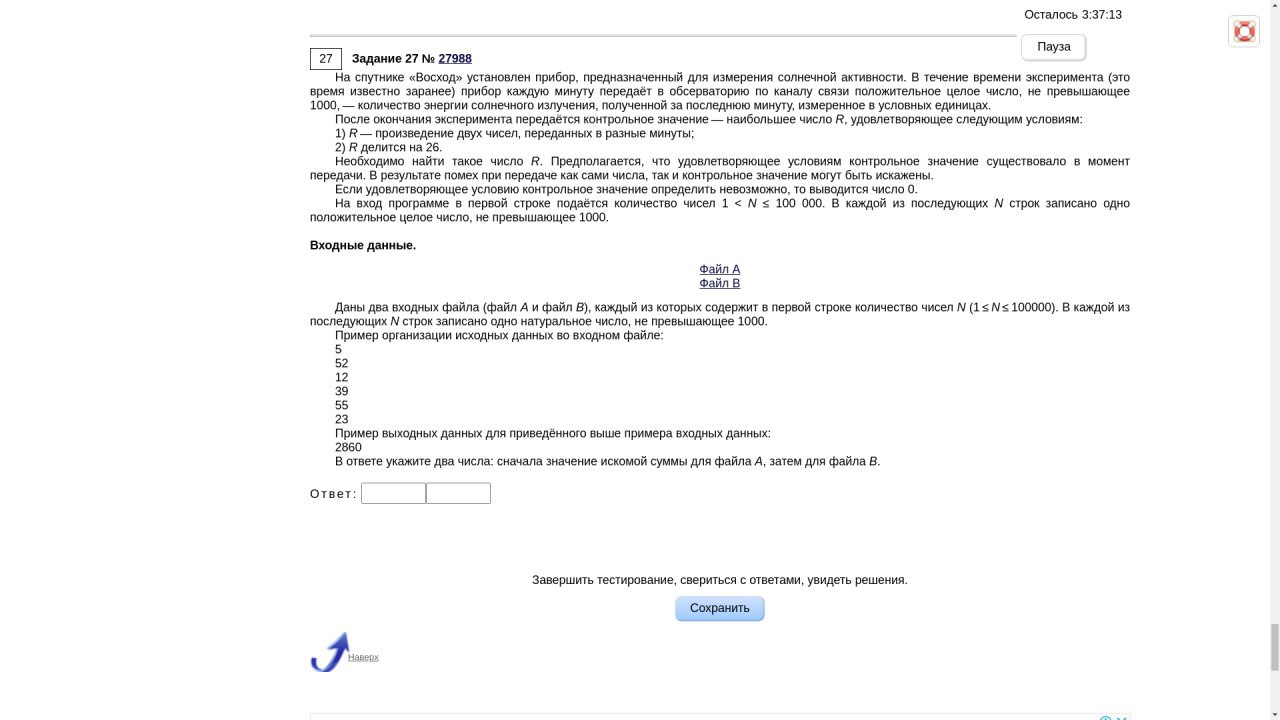 Осталось 3:37:13
Пауза
27 Задание 27 № 27988
На спутнике «Восход» установлен прибор, предназначенный для измерения солнечной активности. В течение времени эксперимента (это
время известно заранее) прибор каждую минуту передаёт в обсерваторию по каналу связи положительное целое число, не превышающее
1000, — количество энергии солнечного излучения, полученной за последнюю минуту, измеренное в условных единицах.
После окончания эксперимента передаётся контрольное значение — наибольшее число R, удовлетворяющее следующим условиям:
1) R — произведение двух чисел, переданных в разные минуты;
2) R делится на 26.
Необходимо найти такое число R. Предполагается, что удовлетворяющее условиям контрольное значение существовало в момент
передачи. В результате помех при передаче как сами числа, так и контрольное значение могут быть искажены.
Если удовлетворяющее условию контрольное значение определить невозможно, то выводится число 0.
На вход программе в первой строке подаётся количество чисел 1 < N ≤ 100 000. В каждой из последующих N строк записано одно
положительное целое число, не превышающее 1000.
Входные данные.
Файл A
Файл B
Даны два входных файла (файл A и файл B), каждый из которых содержит в первой строке количество чисел N (1 ≤ N ≤ 100000). В каждой из
последующих N строк записано одно натуральное число, не превышающее 1000.
Пример организации исходных данных во входном файле:
5
52
12
39
55
23
Пример выходных данных для приведённого выше примера входных данных:
2860
В ответе укажите два числа: сначала значение искомой суммы для файла A, затем для файла B.
Ответ:
Завершить тестирование, свериться с ответами, увидеть решения.
Сохранить
Наверх